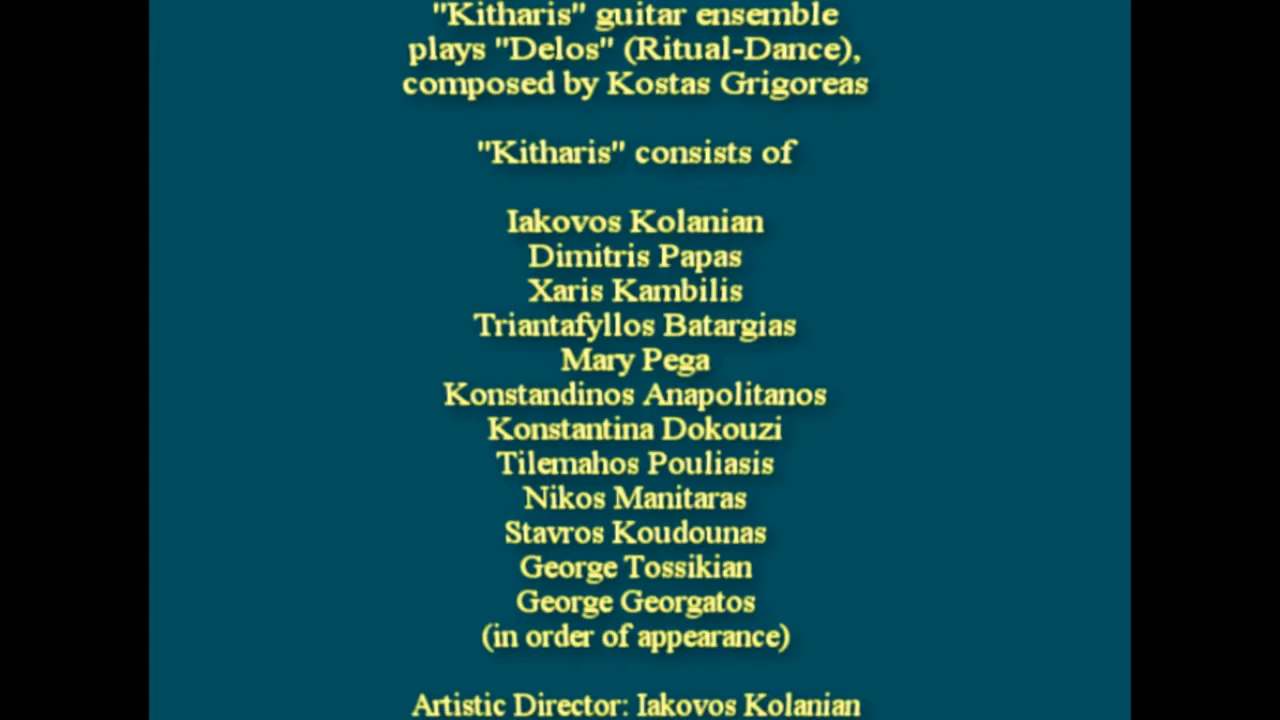 "Kitharis" guitar ensemble
plays "Delos" (Ritual-Dance),
composed by Kostas Grigoreas
"Kitharis" consists of
Iakovos Kolanian
Dimitris Papas
Xaris Kambilis
Triantafyllos Batargias
Mary Pega
Konstandinos Anapolitanos
Konstantina Dokouzi
Tilemahos Pouliasis
Nikos Manitaras
Stavros Koudounas
George Tossikian
George Georgatos
(in order of appearance)
Artistic Director: Iakovos Kolanian